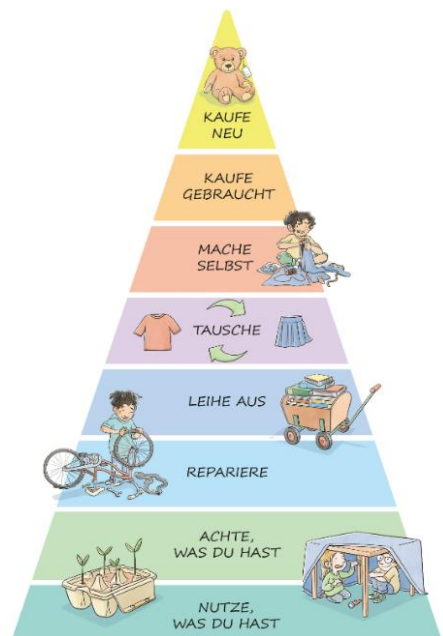 KAUFE
NEU
KAUFE
GEBRAUCHT
MACHE
SELBST
TAUSCHE
LEIHE AUS
REPARIERE
ACHTE,
WAS DU HAST
NUTZE,
WAS DU HAST